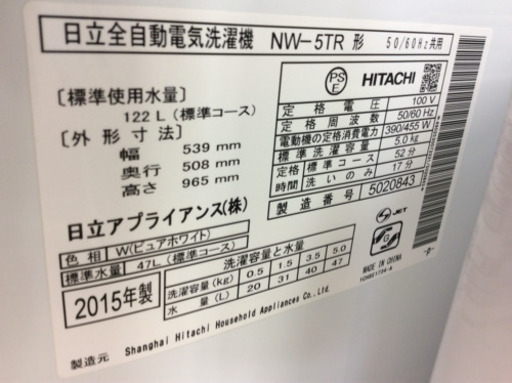 日立全自動電気洗濯機 NW-5TR 形 50/60Hz共用
PS
E
HITACHI
〔標準使用水量〕
122 L（標準コース）
〔外形寸法〕
幅 539 mm
奥行 508 mm
高さ 965 mm
日立アプライアンス(株)
定格電圧 100 V
定格周波数 50/60 Hz
電動機の定格消費電力 390/455 W
標準洗濯容量 5.0 kg
定格時間 標準コース 52分
洗いのみ 17分
製造番号 5020843
色相 W(ピュアホワイト)
標準水量 47L（標準コース）
2015年製
洗濯容量と水量
洗濯容量(kg) 0.5 1.5 3.5 5.0
水量(L) 20 31 40 47
JET
MADE IN CHINA
製造元 Shanghai Hitachi Household Appliances Co., Ltd.